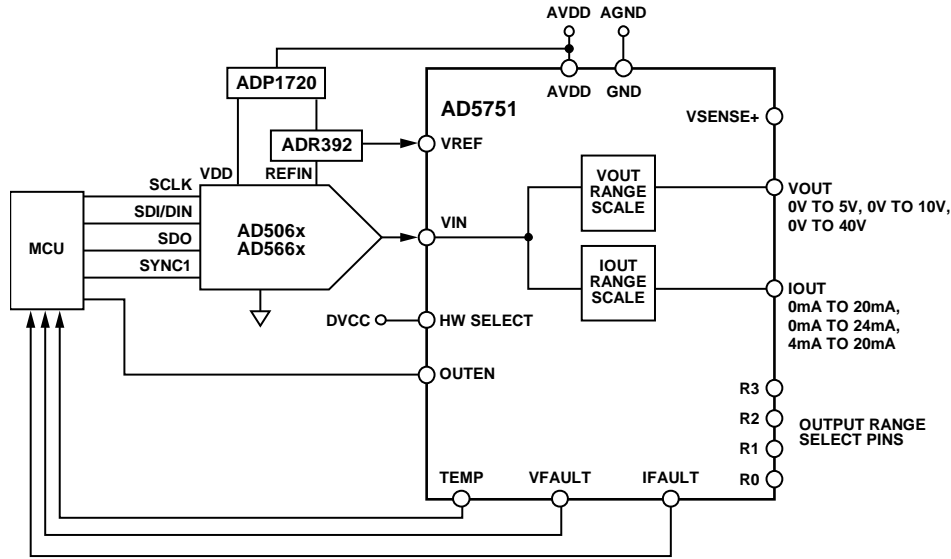 AVDD
AGND
ADP1720
AVDD
GND
AD5751
VSENSE+
ADR392
VREF
VDD
REFIN
SCLK
SDI/DIN
SDO
SYNC1
MCU
AD506x
AD566x
VIN
VOUT
RANGE
SCALE
VOUT
0V TO 5V, 0V TO 10V,
0V TO 40V
IOUT
RANGE
SCALE
IOUT
0mA TO 20mA,
0mA TO 24mA,
4mA TO 20mA
DVCC
HW SELECT
OUTEN
R3
R2
R1
R0
OUTPUT RANGE
SELECT PINS
TEMP
VFAULT
IFAULT